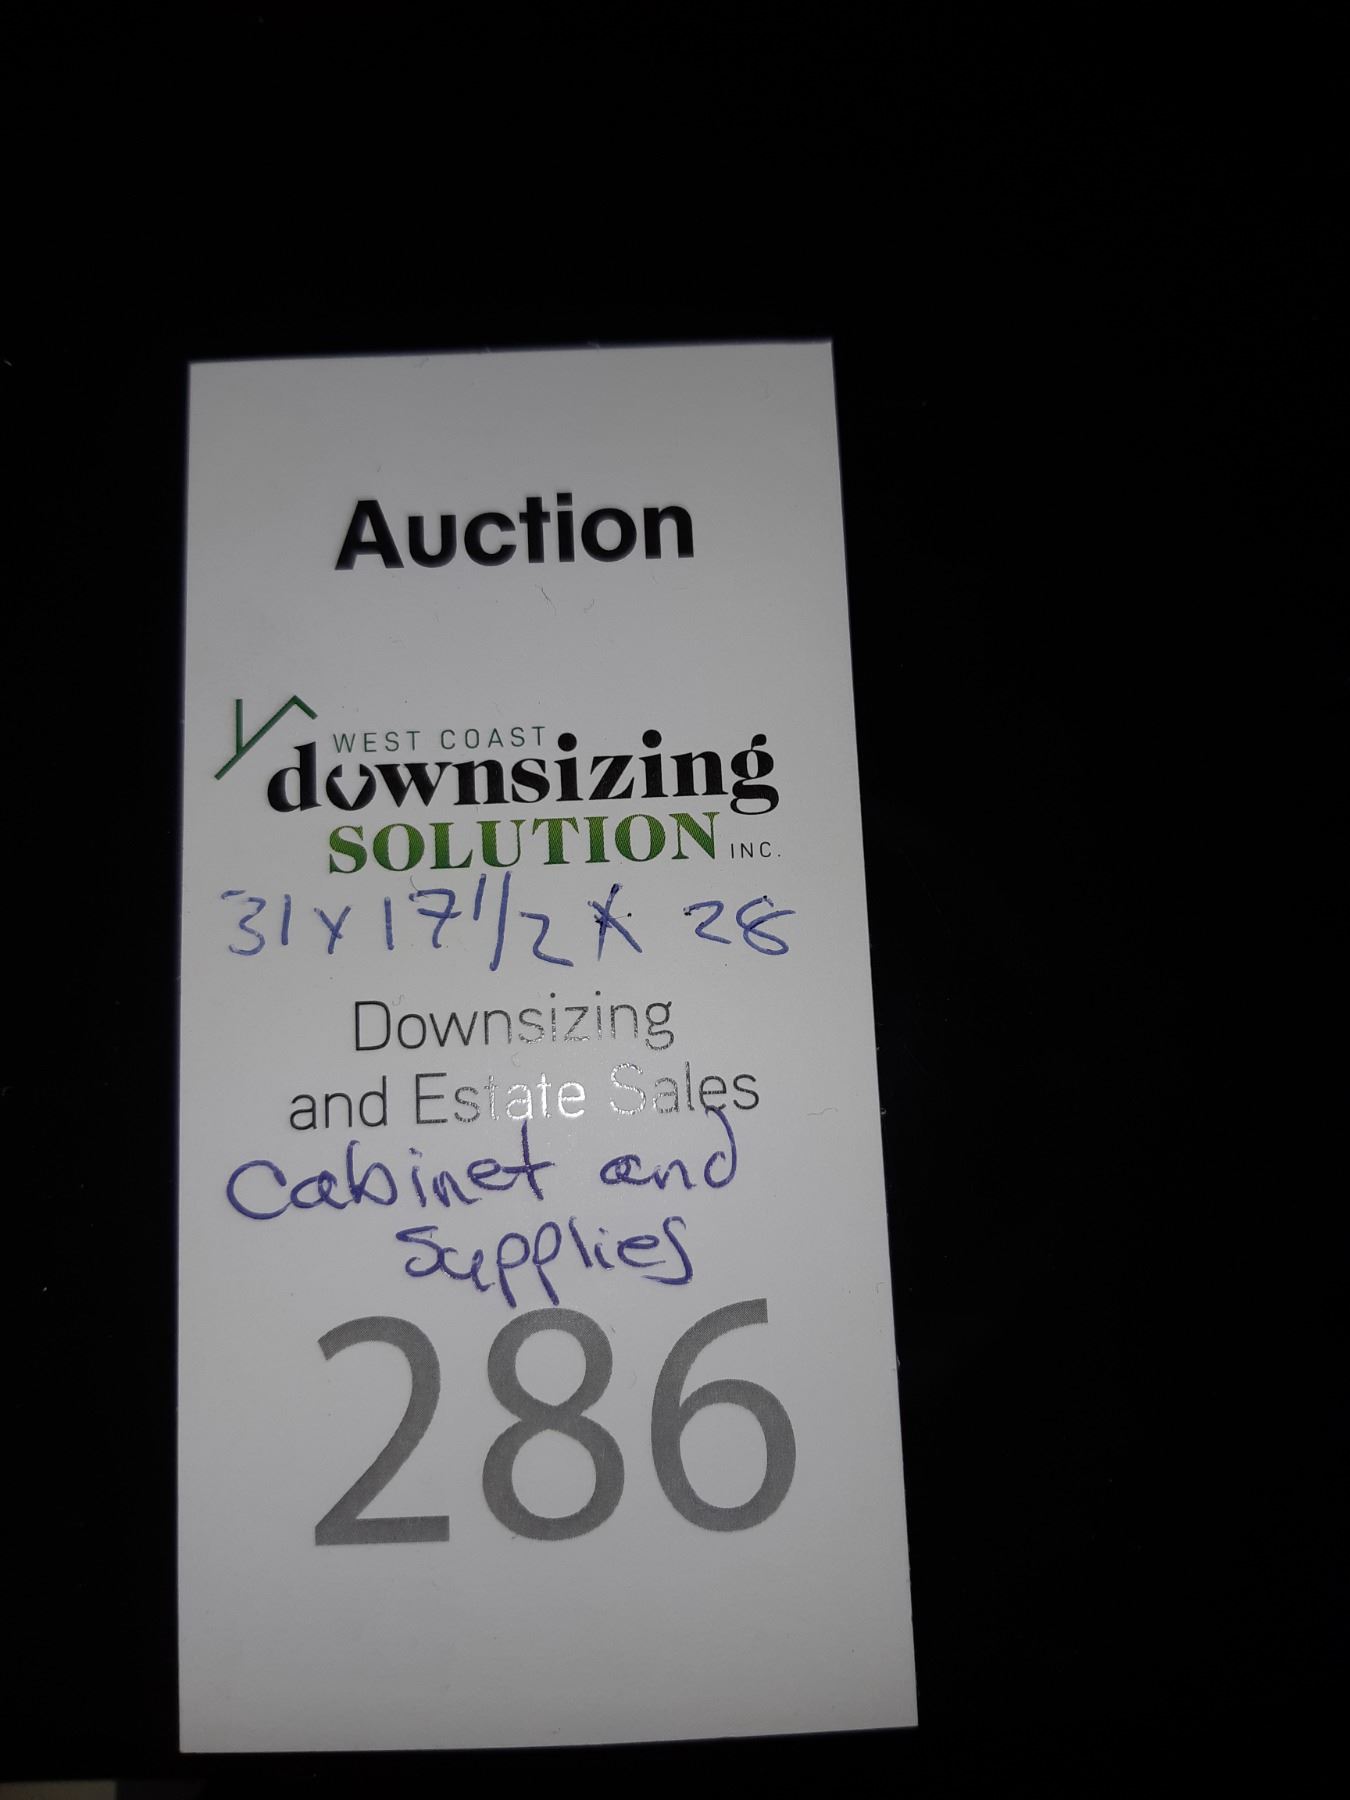 Auction
WEST COAST
downsizing
SOLUTION INC.
31 x 17 1/2 x 28
Downsizing
and Estate Sales
Cabinet and
supplies
286